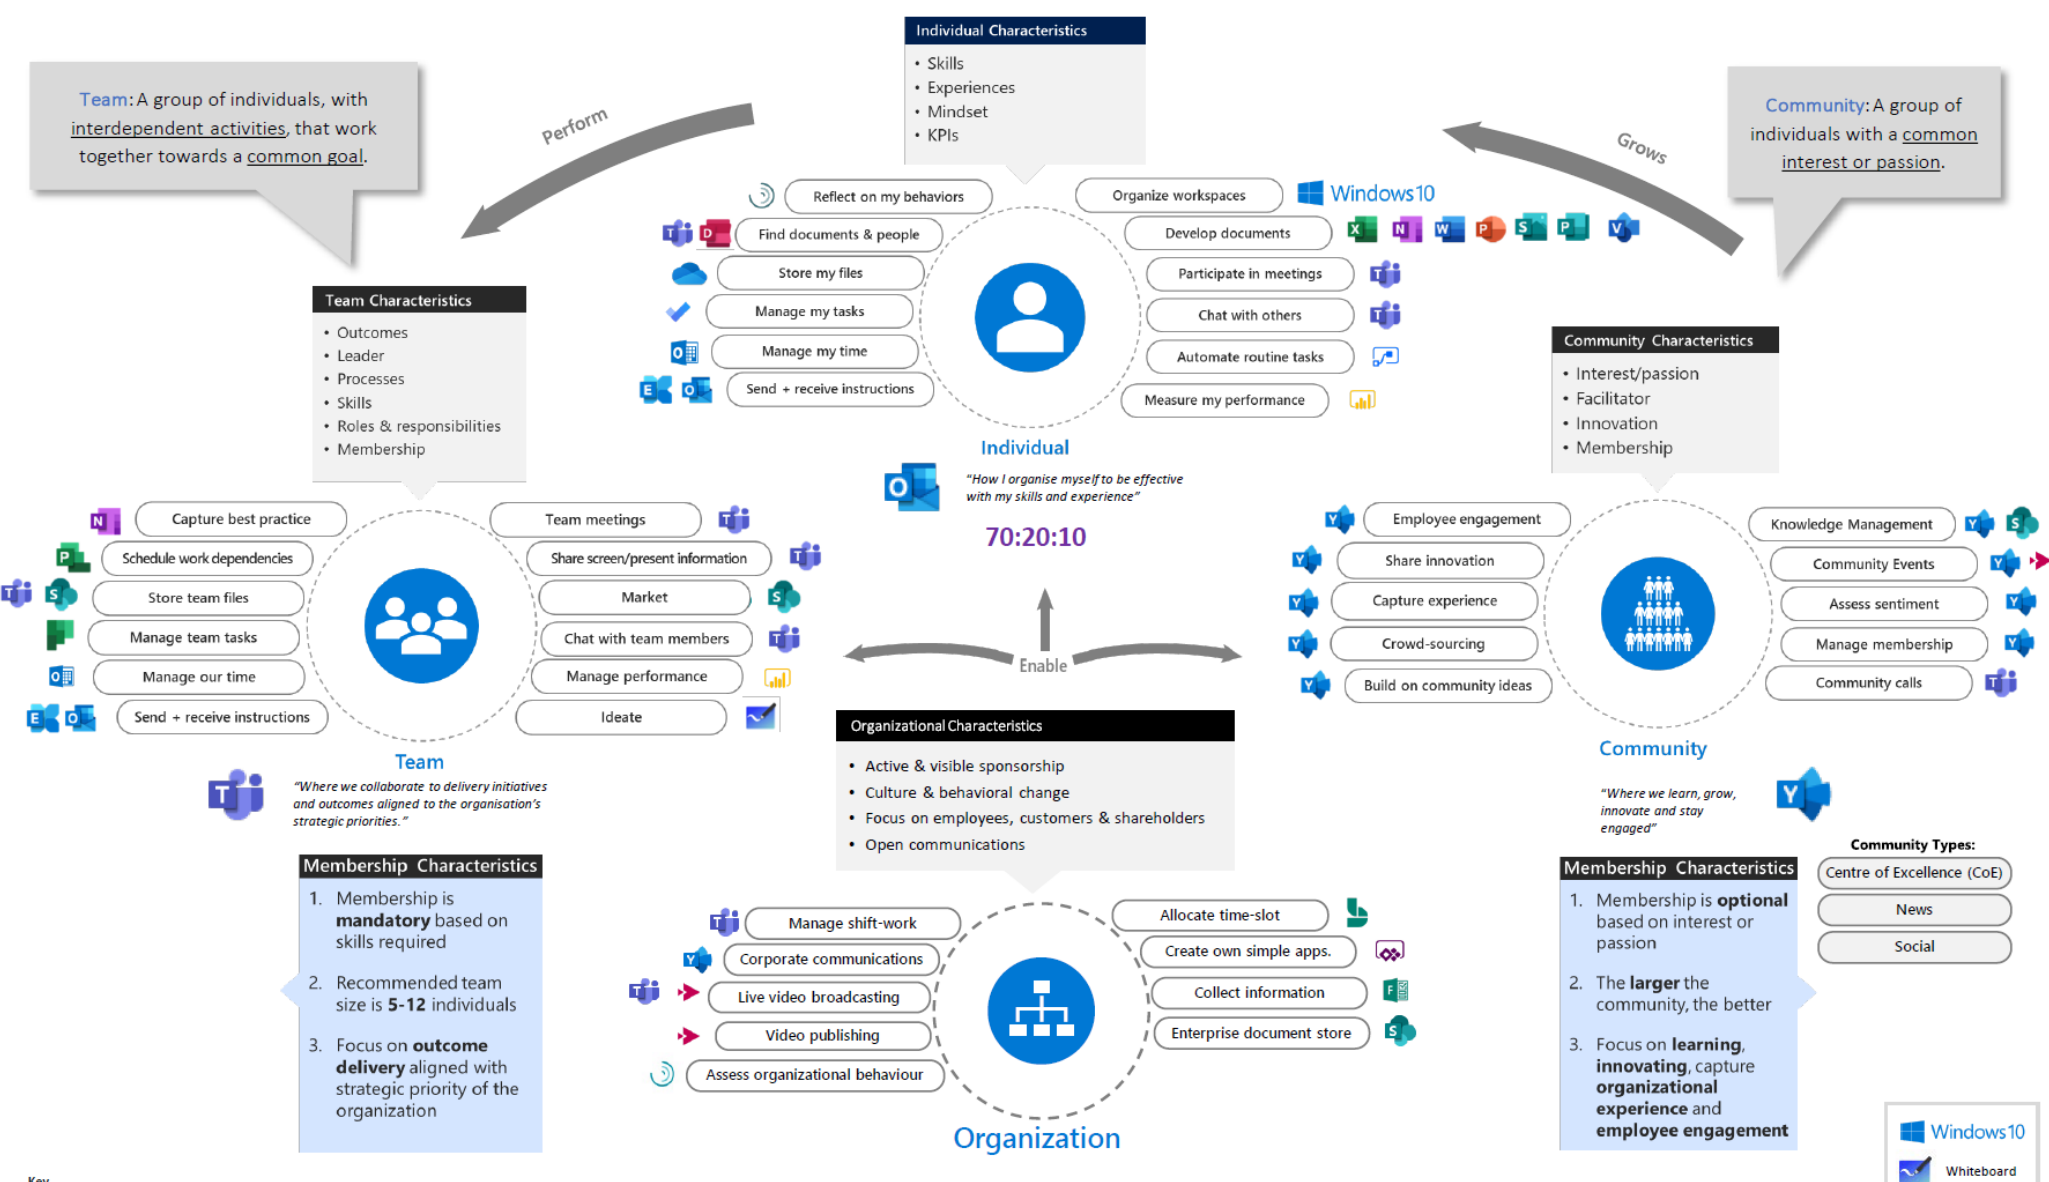 Individual Characteristics
• Skills
• Experiences
• Mindset
• KPIs
Team: A group of individuals, with
interdependent activities, that work
together towards a common goal.
Perform
Grows
Community: A group of
individuals with a common
interest or passion.
Reflect on my behaviors
Find documents & people
Store my files
Manage my tasks
Manage my time
Send + receive instructions
Organize workspaces
Windows10
Develop documents
Participate in meetings
Chat with others
Automate routine tasks
Measure my performance
Individual
"How I organise myself to be effective
with my skills and experience"
70:20:10
Team Characteristics
• Outcomes
• Leader
• Processes
• Skills
• Roles & responsibilities
• Membership
Capture best practice
Schedule work dependencies
Store team files
Manage team tasks
Manage our time
Send + receive instructions
Team meetings
Share screen/present information
Market
Chat with team members
Manage performance
Ideate
Team
"Where we collaborate to delivery initiatives
and outcomes aligned to the organisation's
strategic priorities."
Membership Characteristics
1. Membership is
mandatory based on
skills required
2. Recommended team
size is 5-12 individuals
3. Focus on outcome
delivery aligned with
strategic priority of the
organization
Enable
Organizational Characteristics
• Active & visible sponsorship
• Culture & behavioral change
• Focus on employees, customers & shareholders
• Open communications
Manage shift-work
Corporate communications
Live video broadcasting
Video publishing
Assess organizational behaviour
Allocate time-slot
Create own simple apps.
Collect information
Enterprise document store
Organization
Community Characteristics
• Interest/passion
• Facilitator
• Innovation
• Membership
Employee engagement
Share innovation
Capture experience
Crowd-sourcing
Build on community ideas
Knowledge Management
Community Events
Assess sentiment
Manage membership
Community calls
Community
"Where we learn, grow,
innovate and stay
engaged"
Community Types:
Centre of Excellence (CoE)
News
Social
Membership Characteristics
1. Membership is optional
based on interest or
passion
2. The larger the
community, the better
3. Focus on learning,
innovating, capture
organizational
experience and
employee engagement
Windows10
Whiteboard
Key